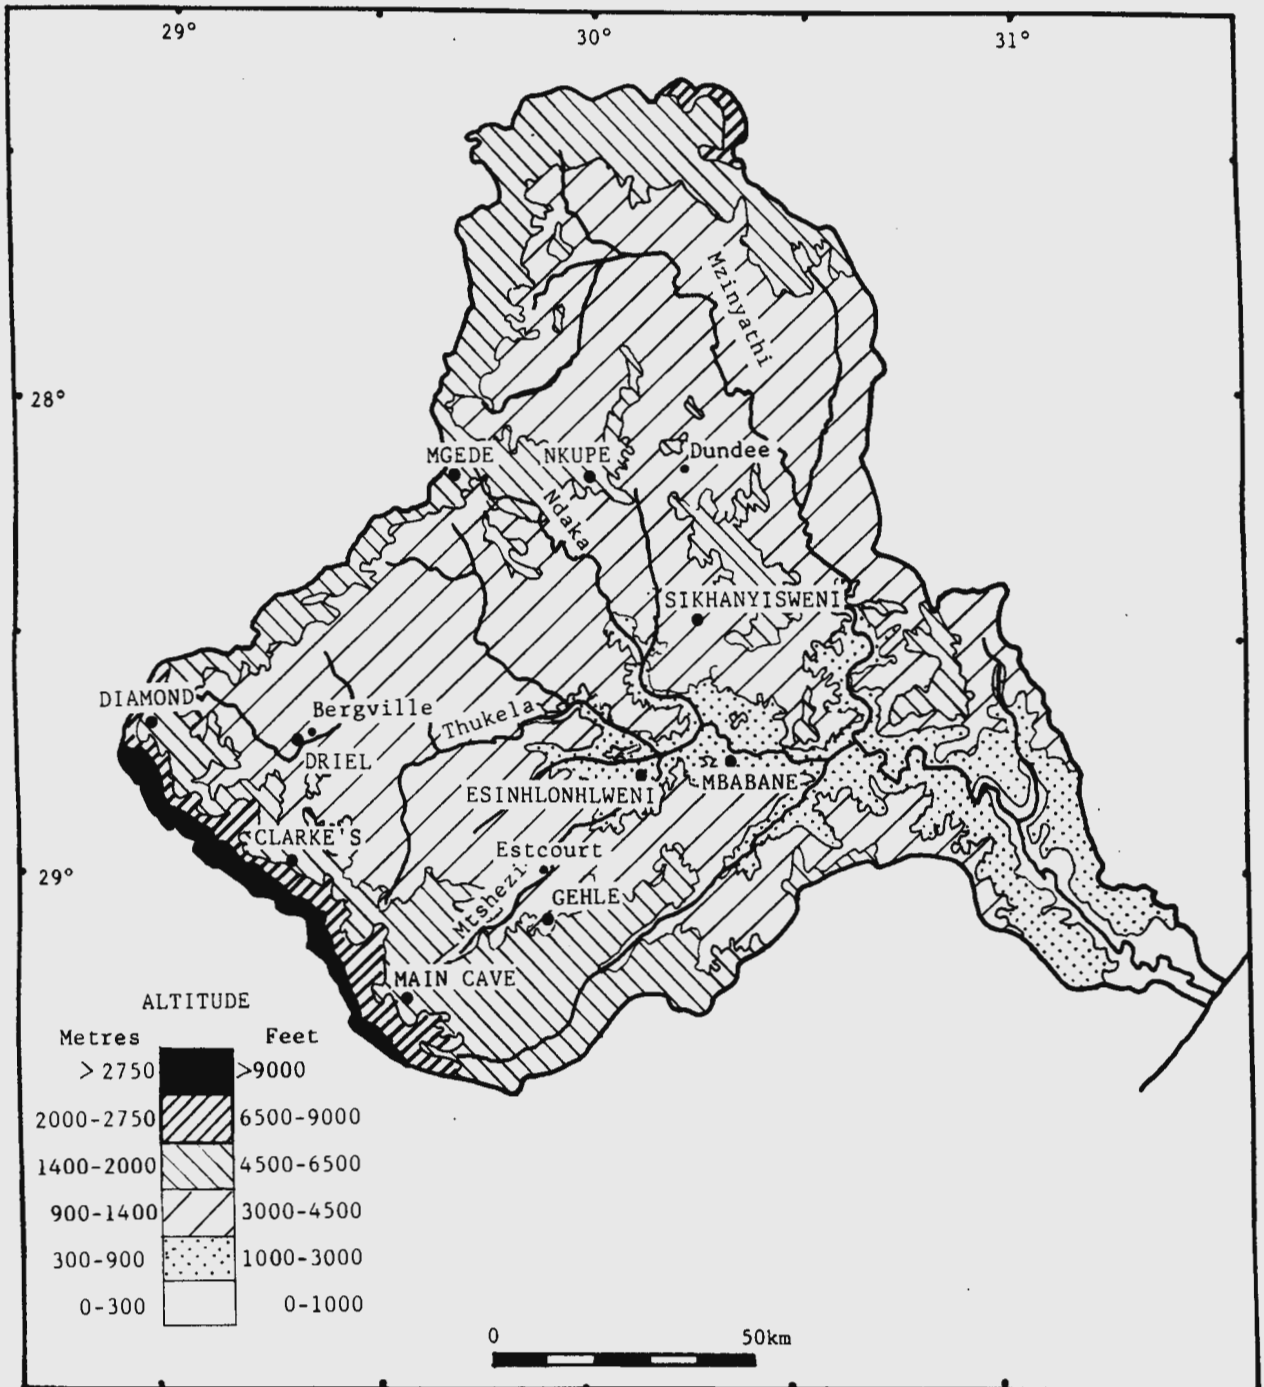 29° 30° 31°
Mzinyathi
28°
MGEDE NKUPE Dundee
Ndaka
SIKHANYISWENI
DIAMOND
Bergville
Thukela
DRIEL
MBABANE
ESINHLONHLWENI
CLARKE'S
Estcourt
29°
GEHLE
Mtshezi
MAIN CAVE
ALTITUDE
Metres Feet
> 2750 >9000
2000-2750 6500-9000
1400-2000 4500-6500
900-1400 3000-4500
300-900 1000-3000
0-300 0-1000
0 50km